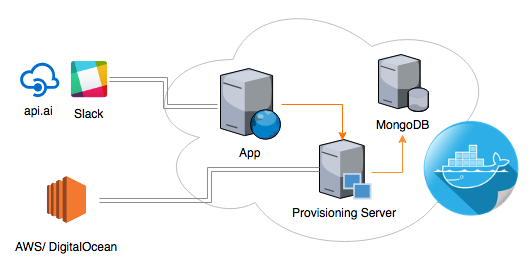 api.ai
Slack
App
MongoDB
Provisioning Server
AWS/ DigitalOcean